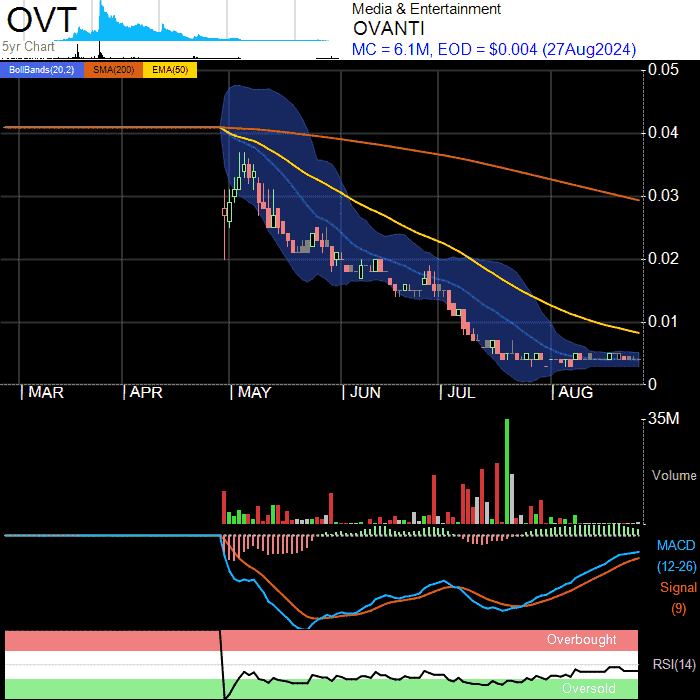 OVT
5yr Chart
Media & Entertainment
OVANTI
MC = 6.1M, EOD = $0.004 (27Aug2024)
BollBands(20,2) SMA(200) EMA(50)
0.05
0.04
0.03
0.02
0.01
0
MAR APR MAY JUN JUL AUG
35M
Volume
MACD
(12-26)
Signal
(9)
Overbought
RSI(14)
Oversold